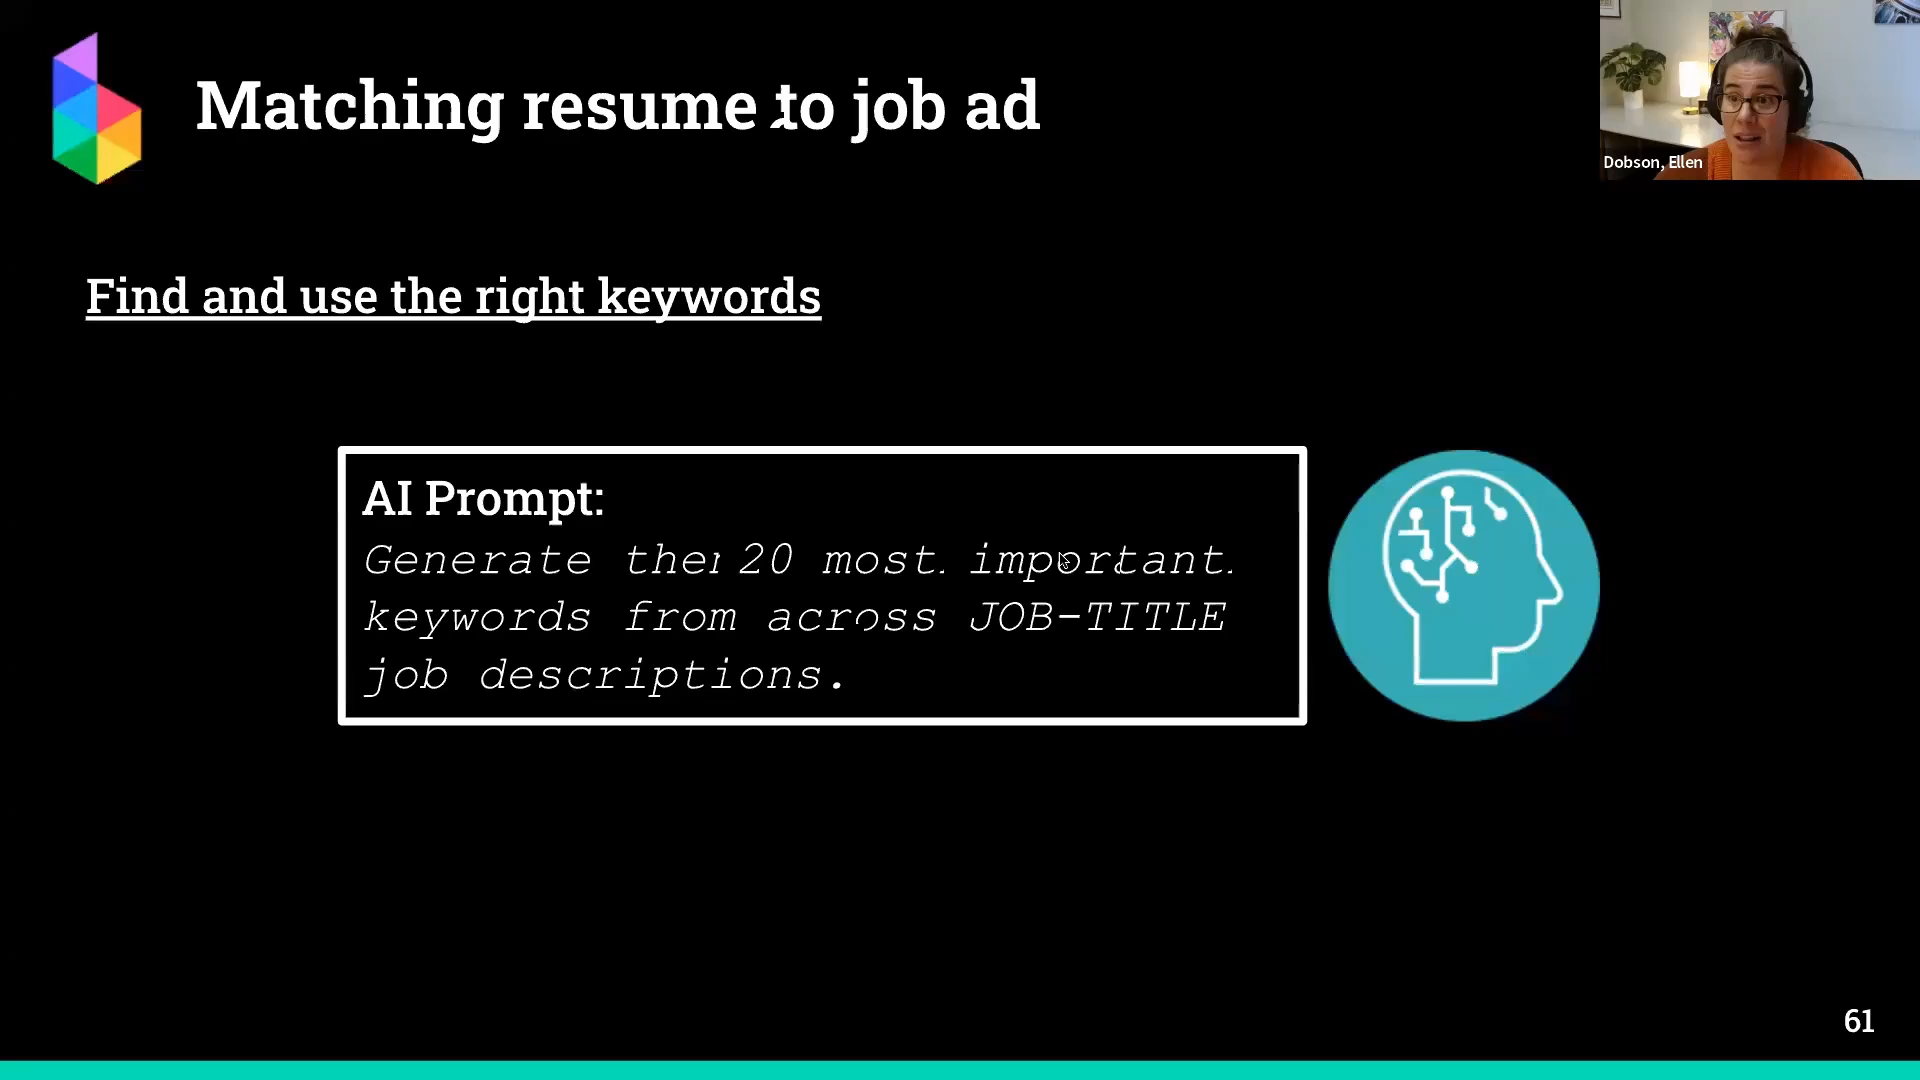 Matching resume to job ad
Dobson, Ellen
Find and use the right keywords
AI Prompt:
Generate the 20 most important
keywords from across JOB-TITLE
job descriptions.
61